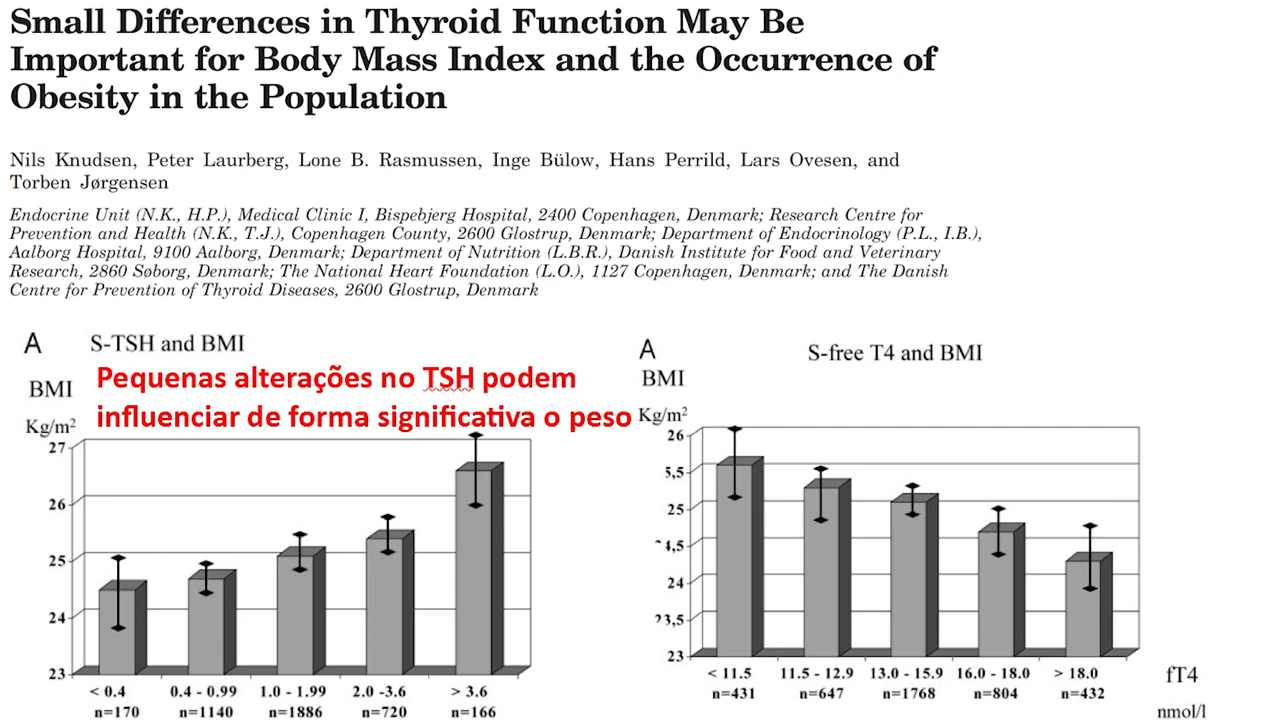 Small Differences in Thyroid Function May Be
Important for Body Mass Index and the Occurrence of
Obesity in the Population
Nils Knudsen, Peter Laurberg, Lone B. Rasmussen, Inge Bülow, Hans Perrild, Lars Ovesen, and
Torben Jørgensen
Endocrine Unit (N.K., H.P.), Medical Clinic I, Bispebjerg Hospital, 2400 Copenhagen, Denmark; Research Centre for
Prevention and Health (N.K., T.J.), Copenhagen County, 2600 Glostrup, Denmark; Department of Endocrinology (P.L., I.B.),
Aalborg Hospital, 9100 Aalborg, Denmark; Department of Nutrition (L.B.R.), Danish Institute for Food and Veterinary
Research, 2860 Søborg, Denmark; The National Heart Foundation (L.O.), 1127 Copenhagen, Denmark; and The Danish
Centre for Prevention of Thyroid Diseases, 2600 Glostrup, Denmark
A
S-TSH and BMI
Pequenas alterações no TSH podem
influenciar de forma significativa o peso
BMI
Kg/m²
27
26
25
24
23
< 0.4 0.4 - 0.99 1.0 - 1.99 2.0 -3.6 > 3.6
n=170 n=1140 n=1886 n=720 n=166
A
S-free T4 and BMI
BMI
Kg/m²
26
5,5
25
4,5
24
3,5
23
< 11.5 11.5 - 12.9 13.0 - 15.9 16.0 - 18.0 > 18.0
n=431 n=647 n=1768 n=804 n=432
fT4
nmol/l